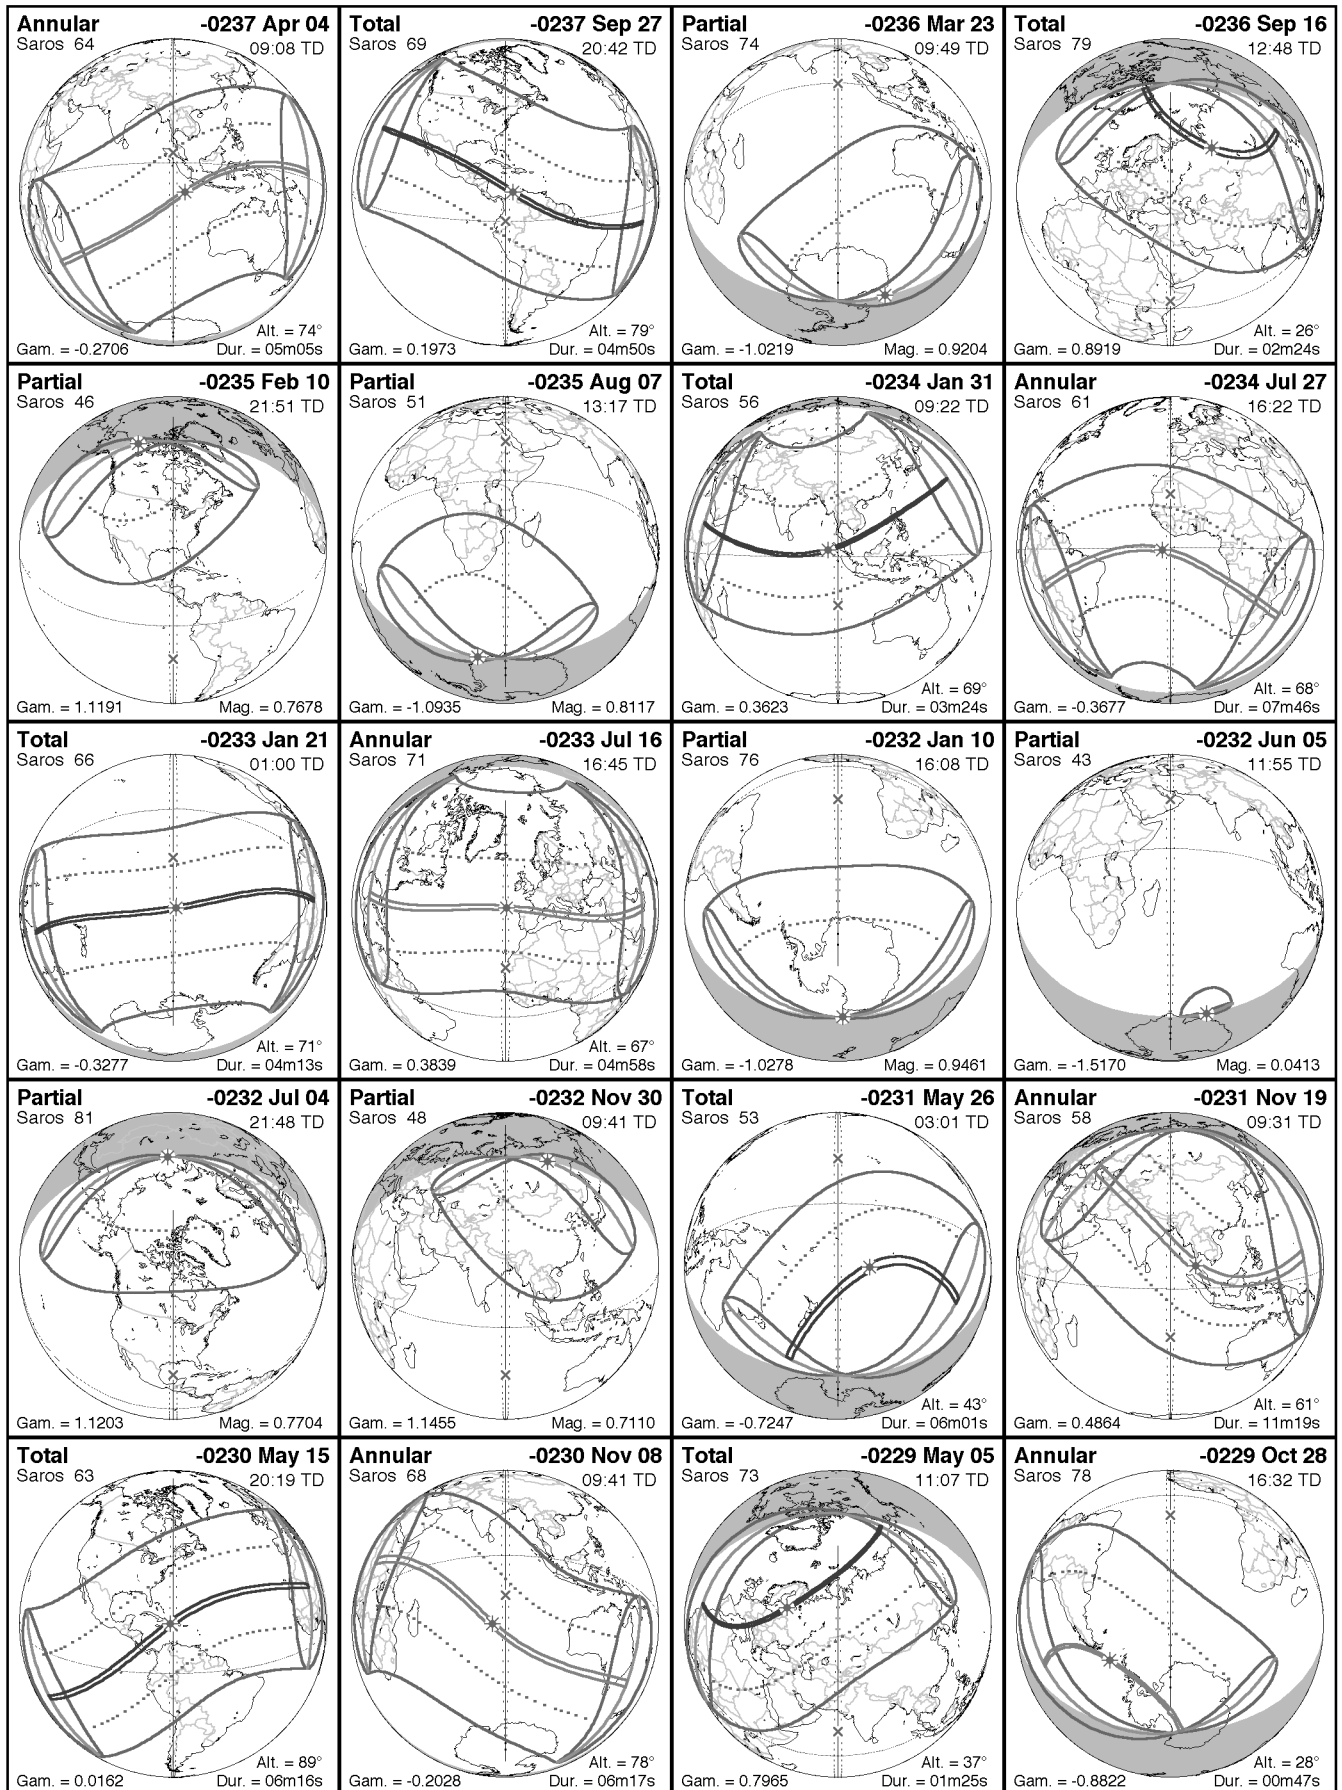 Annular -0237 Apr 04
Saros 64 09:08 TD
Alt. = 74°
Gam. = -0.2706 Dur. = 05m05s
Total -0237 Sep 27
Saros 69 20:42 TD
Alt. = 79°
Gam. = 0.1973 Dur. = 04m50s
Partial -0236 Mar 23
Saros 74 09:49 TD
Gam. = -1.0219 Mag. = 0.9204
Total -0236 Sep 16
Saros 79 12:48 TD
Alt. = 26°
Gam. = 0.8919 Dur. = 02m24s
Partial -0235 Feb 10
Saros 46 21:51 TD
Gam. = 1.1191 Mag. = 0.7678
Partial -0235 Aug 07
Saros 51 13:17 TD
Gam. = -1.0935 Mag. = 0.8117
Total -0234 Jan 31
Saros 56 09:22 TD
Alt. = 69°
Gam. = 0.3623 Dur. = 03m24s
Annular -0234 Jul 27
Saros 61 16:22 TD
Alt. = 68°
Gam. = -0.3677 Dur. = 07m46s
Total -0233 Jan 21
Saros 66 01:00 TD
Alt. = 71°
Gam. = -0.3277 Dur. = 04m13s
Annular -0233 Jul 16
Saros 71 16:45 TD
Alt. = 67°
Gam. = 0.3839 Dur. = 04m58s
Partial -0232 Jan 10
Saros 76 16:08 TD
Gam. = -1.0278 Mag. = 0.9461
Partial -0232 Jun 05
Saros 43 11:55 TD
Gam. = -1.5170 Mag. = 0.0413
Partial -0232 Jul 04
Saros 81 21:48 TD
Gam. = 1.1203 Mag. = 0.7704
Partial -0232 Nov 30
Saros 48 09:41 TD
Gam. = 1.1455 Mag. = 0.7110
Total -0231 May 26
Saros 53 03:01 TD
Alt. = 43°
Gam. = -0.7247 Dur. = 06m01s
Annular -0231 Nov 19
Saros 58 09:31 TD
Alt. = 61°
Gam. = 0.4864 Dur. = 11m19s
Total -0230 May 15
Saros 63 20:19 TD
Alt. = 89°
Gam. = 0.0162 Dur. = 06m16s
Annular -0230 Nov 08
Saros 68 09:41 TD
Alt. = 78°
Gam. = -0.2028 Dur. = 06m17s
Total -0229 May 05
Saros 73 11:07 TD
Alt. = 37°
Gam. = 0.7965 Dur. = 01m25s
Annular -0229 Oct 28
Saros 78 16:32 TD
Alt. = 28°
Gam. = -0.8822 Dur. = 00m47s